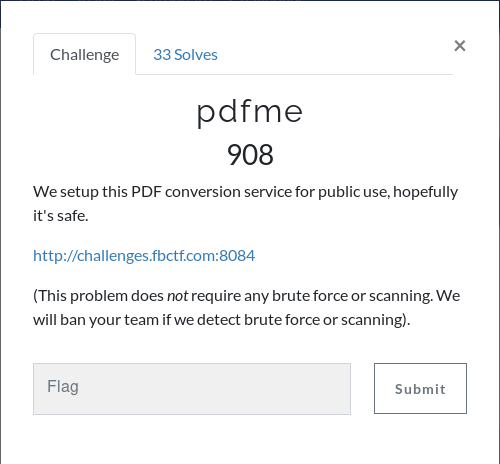 Challenge
33 Solves
×
pdfme
908
We setup this PDF conversion service for public use, hopefully
it's safe.
http://challenges.fbctf.com:8084
(This problem does not require any brute force or scanning. We
will ban your team if we detect brute force or scanning).
Flag
Submit